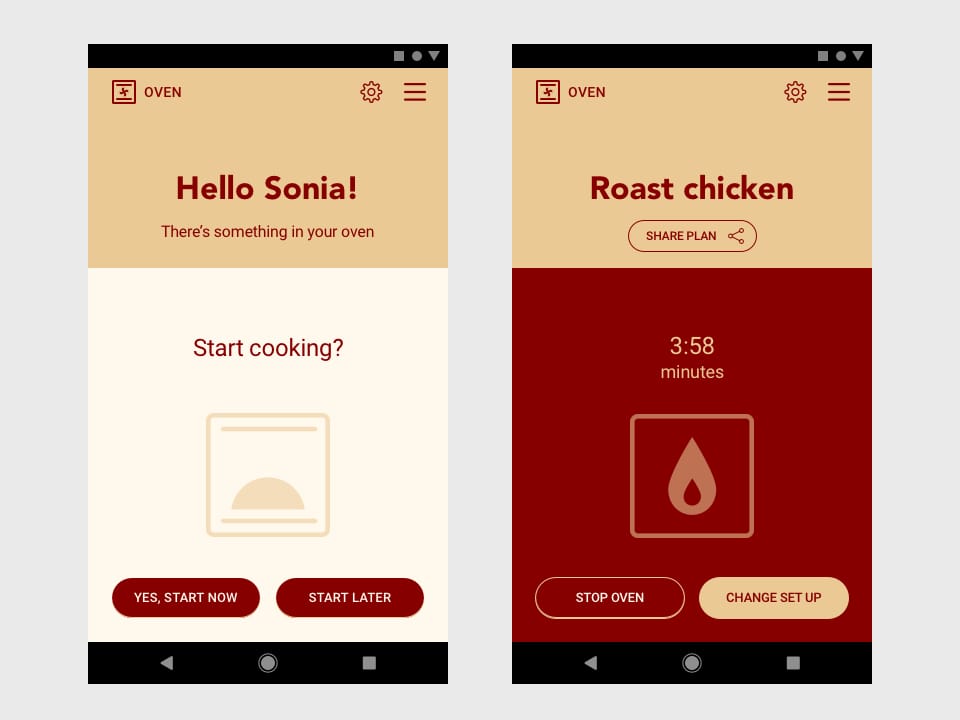 OVEN
Hello Sonia!
There's something in your oven
Start cooking?
YES, START NOW
START LATER
OVEN
Roast chicken
SHARE PLAN
3:58
minutes
STOP OVEN
CHANGE SET UP